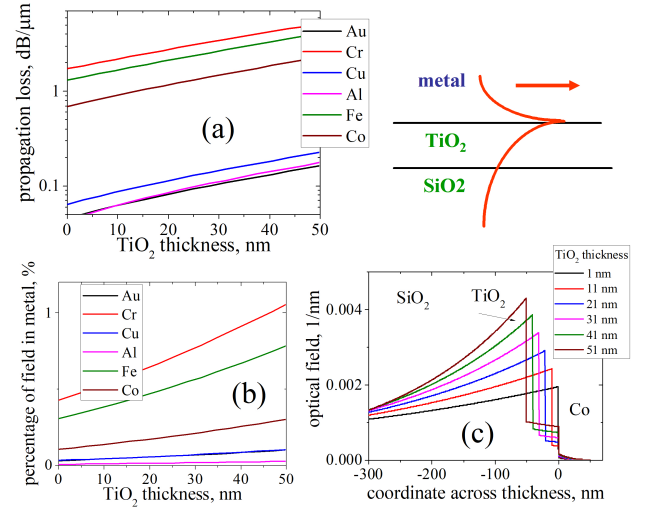 propagation loss, dB/μm
1
0.1
0 10 20 30 40 50
TiO2 thickness, nm
(a)
Au
Cr
Cu
Al
Fe
Co
metal
TiO2
SiO2
percentage of field in metal, %
1
0
0 10 20 30 40 50
TiO2 thickness, nm
(b)
Au
Cr
Cu
Al
Fe
Co
optical field, 1/nm
0.004
0.002
0.000
-300 -200 -100 0
coordinate across thickness, nm
SiO2
TiO2
Co
(c)
TiO2 thickness
1 nm
11 nm
21 nm
31 nm
41 nm
51 nm